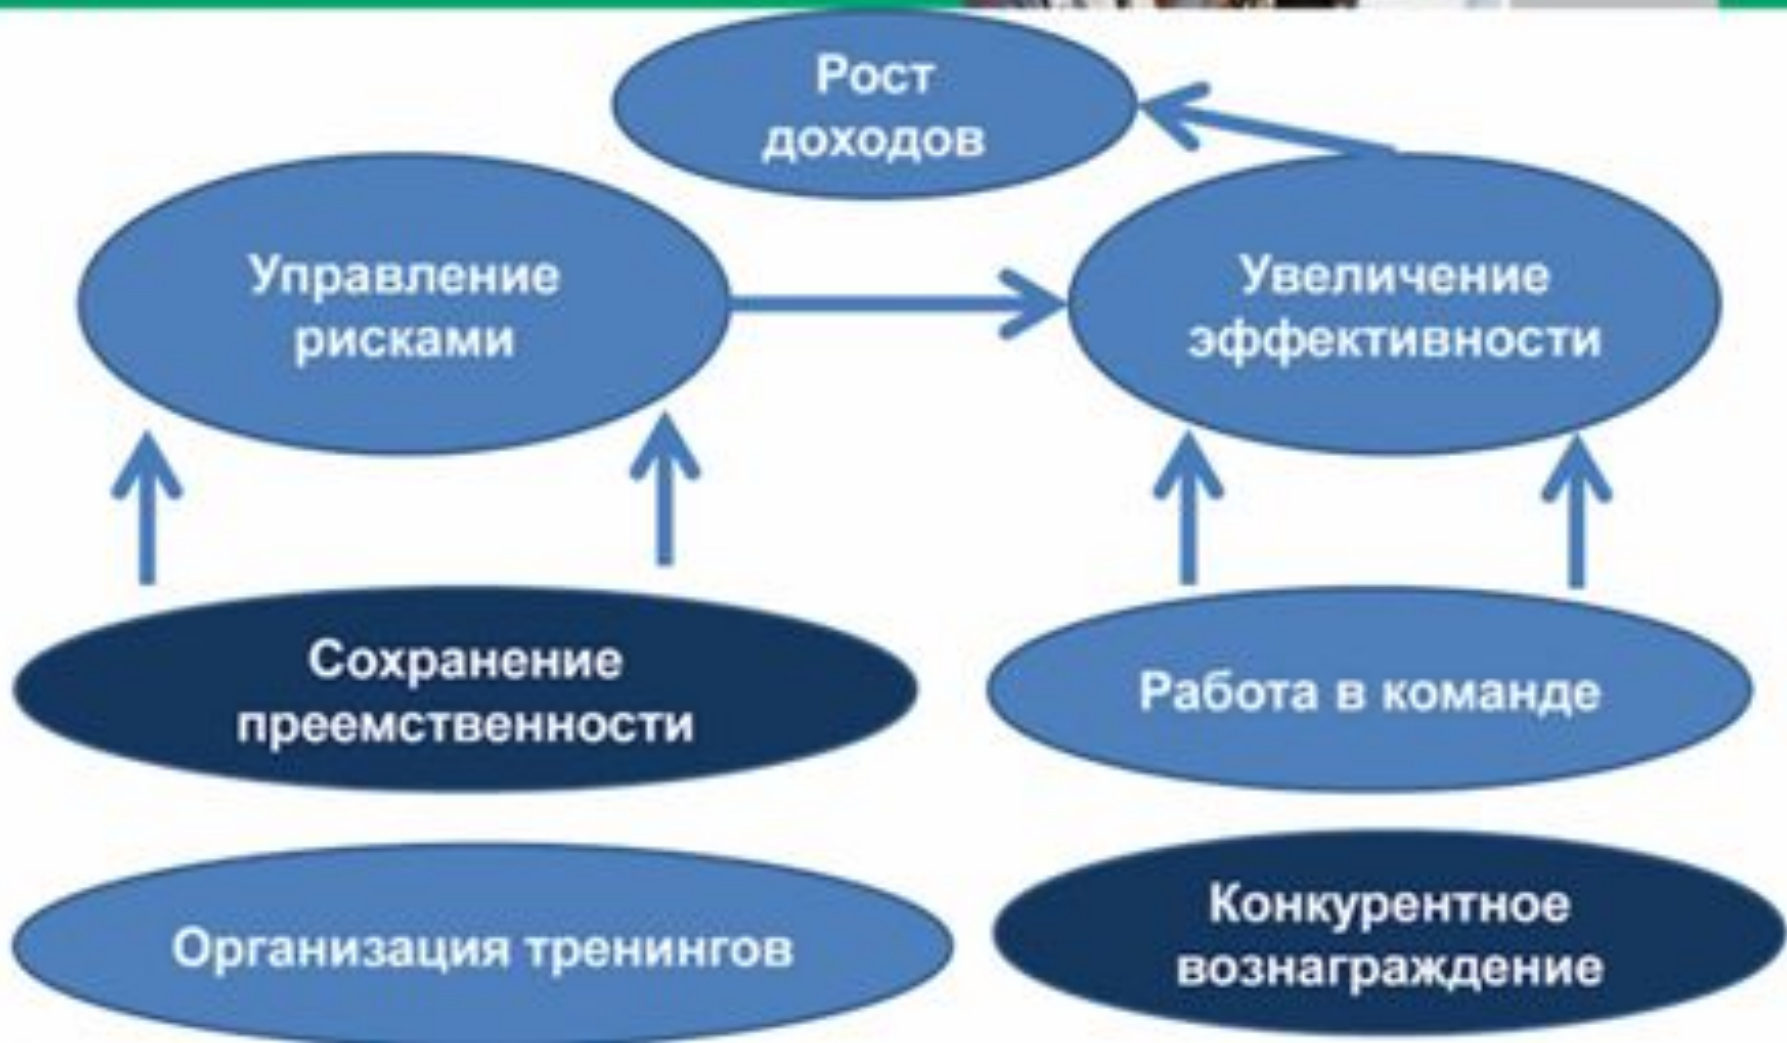 Рост
доходов
Управление
рисками
Увеличение
эффективности
Сохранение
преемственности
Работа в команде
Организация тренингов
Конкурентное
вознаграждение